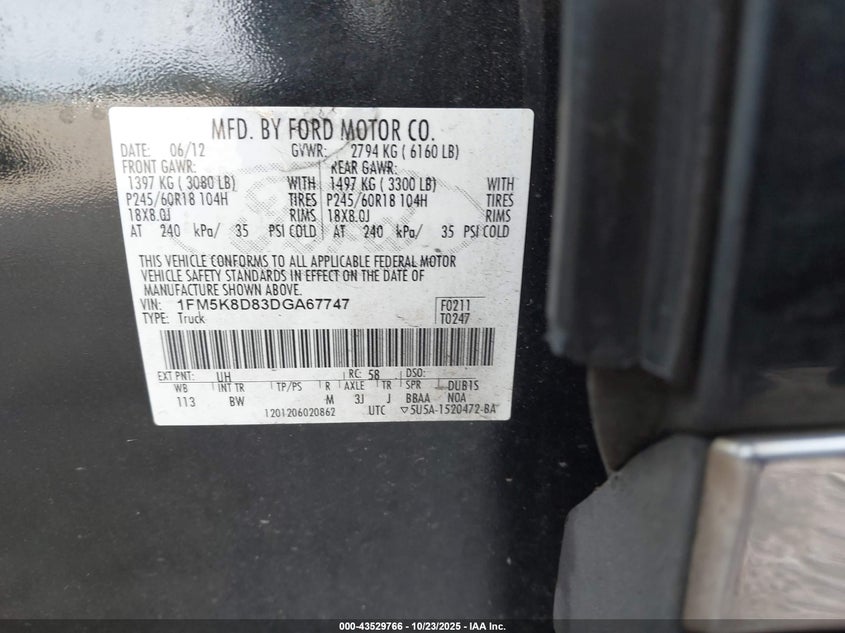 MFD. BY FORD MOTOR CO.
DATE: 06/12 GVWR: 2794 KG ( 6160 LB)
FRONT GAWR: REAR GAWR:
1397 KG ( 3080 LB) WITH 1497 KG ( 3300 LB) WITH
P245/60R18 104H TIRES P245/60R18 104H TIRES
18X8.0J RIMS 18X8.0J RIMS
AT 240 kPa/ 35 PSI COLD AT 240 kPa/ 35 PSI COLD
THIS VEHICLE CONFORMS TO ALL APPLICABLE FEDERAL MOTOR
VEHICLE SAFETY STANDARDS IN EFFECT ON THE DATE OF
MANUFACTURE SHOWN ABOVE.
VIN: 1FM5K8D83DGA67747 F0211
TYPE: Truck T0247
EXT PNT: UH RC: 58 DSO:
WB INT TR TP/PS R AXLE TR SPR DUB1S
113 BW M 3J J BBAA N0A
1201206020862 UTC ▽5U5A-1520472-BA
000-43529766 - 10/23/2025 - IAA Inc.